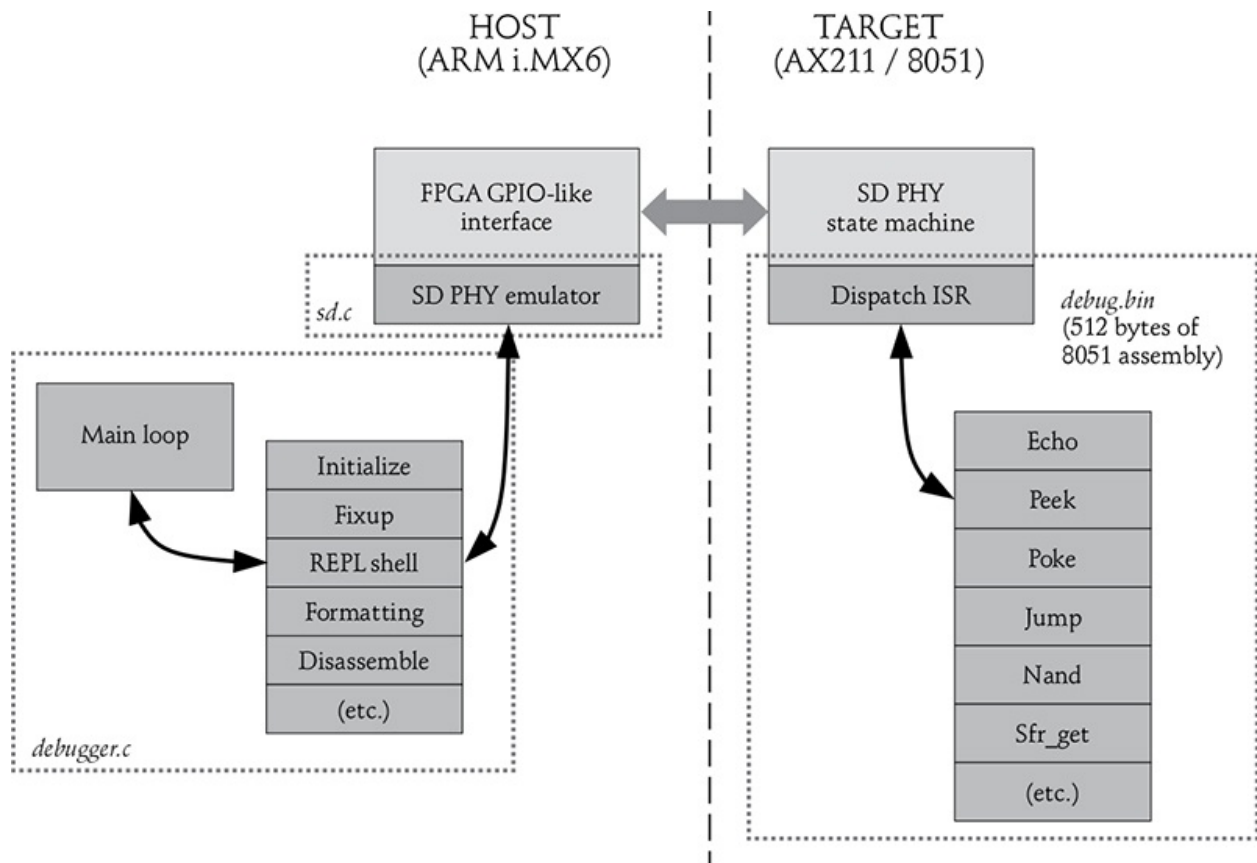 HOST
(ARM i.MX6)
TARGET
(AX211 / 8051)
FPGA GPIO-like
interface
SD PHY emulator
sd.c
SD PHY
state machine
Dispatch ISR
debug.bin
(512 bytes of
8051 assembly)
Main loop
Initialize
Fixup
REPL shell
Formatting
Disassemble
(etc.)
debugger.c
Echo
Peek
Poke
Jump
Nand
Sfr_get
(etc.)